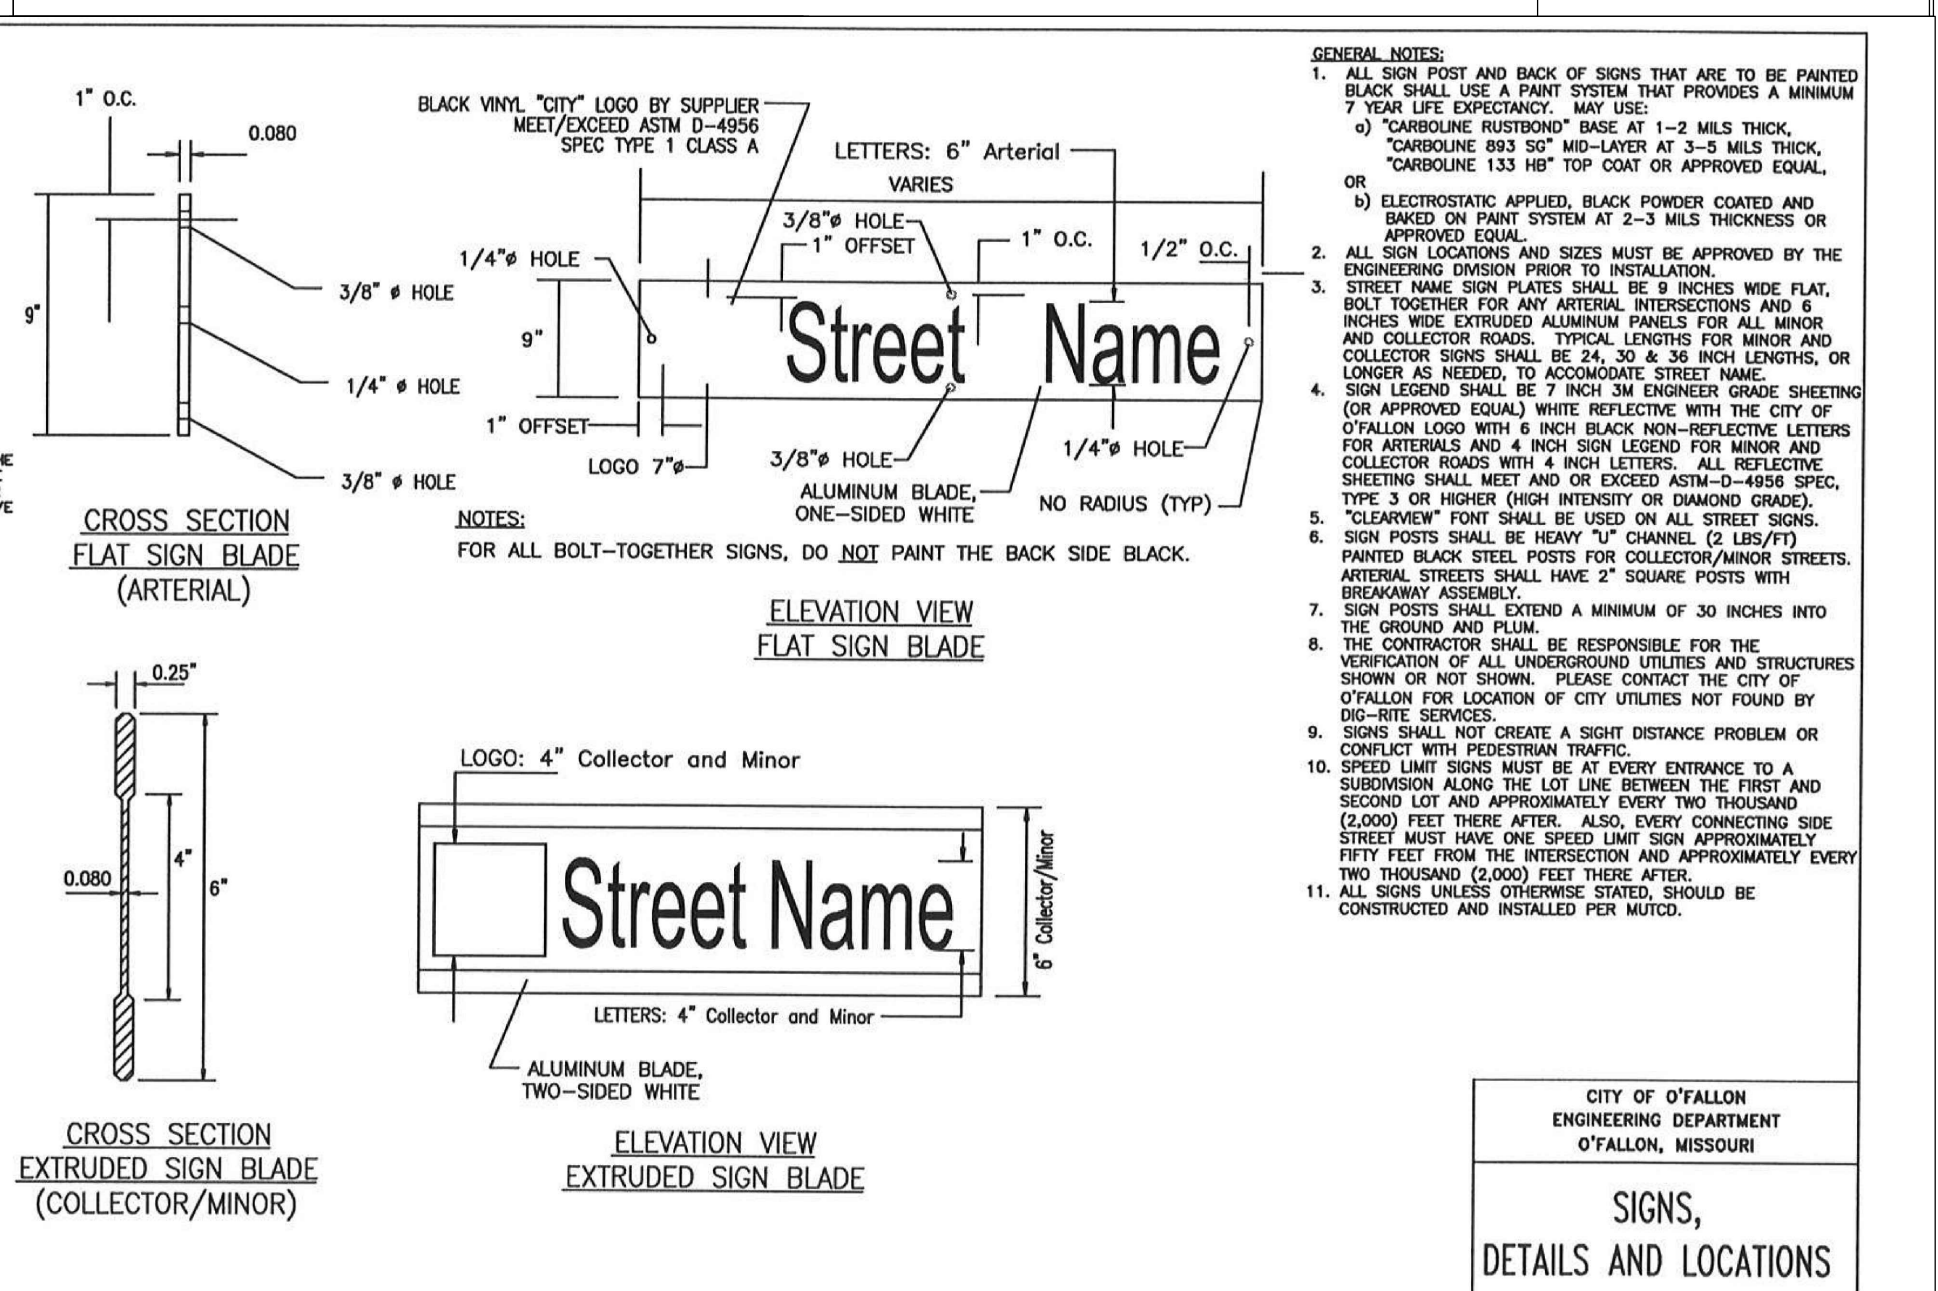 1" O.C.
0.080
9"
3/8" ø HOLE
1/4" ø HOLE
3/8" ø HOLE
CROSS SECTION
FLAT SIGN BLADE
(ARTERIAL)
BLACK VINYL "CITY" LOGO BY SUPPLIER
MEET/EXCEED ASTM D-4956
SPEC TYPE 1 CLASS A
LETTERS: 6" Arterial
VARIES
3/8"ø HOLE
1" OFFSET
1" O.C.
1/2" O.C.
1/4"ø HOLE
9"
Street Name
1" OFFSET
LOGO 7"ø
3/8"ø HOLE
1/4"ø HOLE
ALUMINUM BLADE,
ONE-SIDED WHITE
NO RADIUS (TYP)
NOTES:
FOR ALL BOLT-TOGETHER SIGNS, DO NOT PAINT THE BACK SIDE BLACK.
ELEVATION VIEW
FLAT SIGN BLADE
0.25"
0.080
4"
6"
CROSS SECTION
EXTRUDED SIGN BLADE
(COLLECTOR/MINOR)
LOGO: 4" Collector and Minor
Street Name
6" Collector/Minor
LETTERS: 4" Collector and Minor
ALUMINUM BLADE,
TWO-SIDED WHITE
ELEVATION VIEW
EXTRUDED SIGN BLADE
GENERAL NOTES:
1. ALL SIGN POST AND BACK OF SIGNS THAT ARE TO BE PAINTED
BLACK SHALL USE A PAINT SYSTEM THAT PROVIDES A MINIMUM
7 YEAR LIFE EXPECTANCY. MAY USE:
a) "CARBOLINE RUSTBOND" BASE AT 1-2 MILS THICK,
"CARBOLINE 893 SG" MID-LAYER AT 3-5 MILS THICK,
"CARBOLINE 133 HB" TOP COAT OR APPROVED EQUAL,
OR
b) ELECTROSTATIC APPLIED, BLACK POWDER COATED AND
BAKED ON PAINT SYSTEM AT 2-3 MILS THICKNESS OR
APPROVED EQUAL.
2. ALL SIGN LOCATIONS AND SIZES MUST BE APPROVED BY THE
ENGINEERING DIVISION PRIOR TO INSTALLATION.
3. STREET NAME SIGN PLATES SHALL BE 9 INCHES WIDE FLAT,
BOLT TOGETHER FOR ANY ARTERIAL INTERSECTIONS AND 6
INCHES WIDE EXTRUDED ALUMINUM PANELS FOR ALL MINOR
AND COLLECTOR ROADS. TYPICAL LENGTHS FOR MINOR AND
COLLECTOR SIGNS SHALL BE 24, 30 & 36 INCH LENGTHS, OR
LONGER AS NEEDED, TO ACCOMODATE STREET NAME.
4. SIGN LEGEND SHALL BE 7 INCH 3M ENGINEER GRADE SHEETING
(OR APPROVED EQUAL) WHITE REFLECTIVE WITH THE CITY OF
O'FALLON LOGO WITH 6 INCH BLACK NON-REFLECTIVE LETTERS
FOR ARTERIALS AND 4 INCH SIGN LEGEND FOR MINOR AND
COLLECTOR ROADS WITH 4 INCH LETTERS. ALL REFLECTIVE
SHEETING SHALL MEET AND OR EXCEED ASTM-D-4956 SPEC,
TYPE 3 OR HIGHER (HIGH INTENSITY OR DIAMOND GRADE).
5. "CLEARVIEW" FONT SHALL BE USED ON ALL STREET SIGNS.
6. SIGN POSTS SHALL BE HEAVY "U" CHANNEL (2 LBS/FT)
PAINTED BLACK STEEL POSTS FOR COLLECTOR/MINOR STREETS.
ARTERIAL STREETS SHALL HAVE 2" SQUARE POSTS WITH
BREAKAWAY ASSEMBLY.
7. SIGN POSTS SHALL EXTEND A MINIMUM OF 30 INCHES INTO
THE GROUND AND PLUM.
8. THE CONTRACTOR SHALL BE RESPONSIBLE FOR THE
VERIFICATION OF ALL UNDERGROUND UTILITIES AND STRUCTURES
SHOWN OR NOT SHOWN. PLEASE CONTACT THE CITY OF
O'FALLON FOR LOCATION OF CITY UTILITIES NOT FOUND BY
DIG-RITE SERVICES.
9. SIGNS SHALL NOT CREATE A SIGHT DISTANCE PROBLEM OR
CONFLICT WITH PEDESTRIAN TRAFFIC.
10. SPEED LIMIT SIGNS MUST BE AT EVERY ENTRANCE TO A
SUBDIVISION ALONG THE LOT LINE BETWEEN THE FIRST AND
SECOND LOT AND APPROXIMATELY EVERY TWO THOUSAND
(2,000) FEET THERE AFTER. ALSO, EVERY CONNECTING SIDE
STREET MUST HAVE ONE SPEED LIMIT SIGN APPROXIMATELY
FIFTY FEET FROM THE INTERSECTION AND APPROXIMATELY EVERY
TWO THOUSAND (2,000) FEET THERE AFTER.
11. ALL SIGNS UNLESS OTHERWISE STATED, SHOULD BE
CONSTRUCTED AND INSTALLED PER MUTCD.
CITY OF O'FALLON
ENGINEERING DEPARTMENT
O'FALLON, MISSOURI
SIGNS,
DETAILS AND LOCATIONS